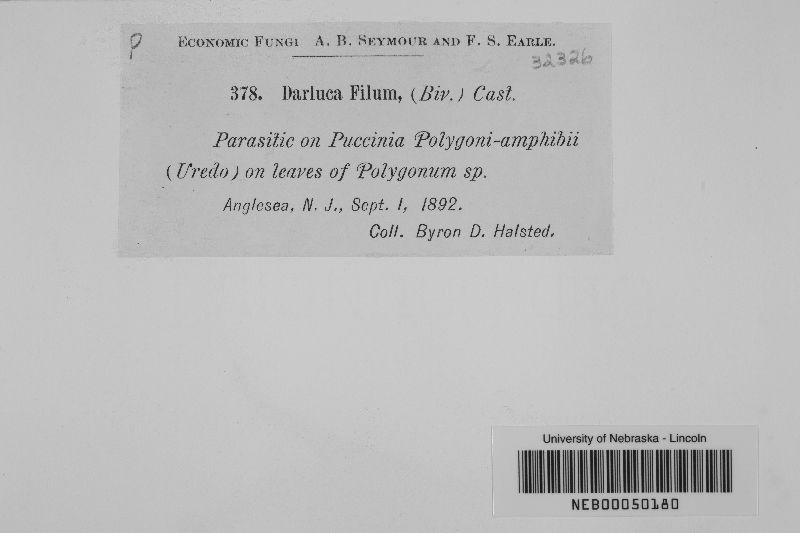 P
ECONOMIC FUNGI A. B. SEYMOUR AND F. S. EARLE.
32326
378. Darluca Filum, (Biv.) Cast.
Parasitic on Puccinia Polygoni-amphibii
(Uredo) on leaves of Polygonum sp.
Anglesea, N. J., Sept. 1, 1892.
Coll. Byron D. Halsted.
University of Nebraska - Lincoln
NEB00050180